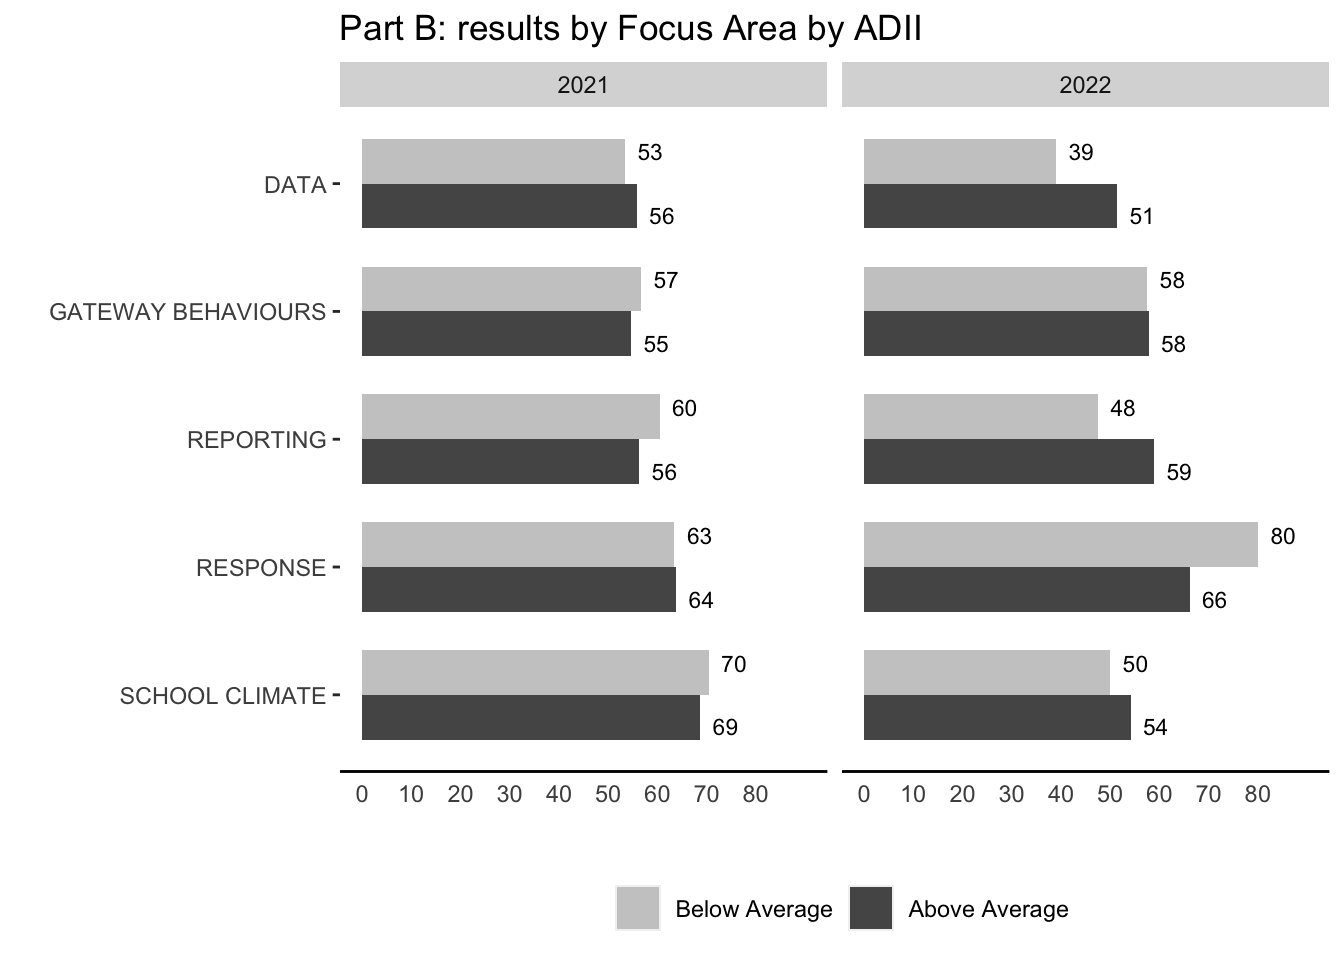 Part B: results by Focus Area by ADII
2021 2022
53 39
DATA
56 51
57 58
GATEWAY BEHAVIOURS
55 58
60 48
REPORTING
56 59
63 80
RESPONSE
64 66
70 50
SCHOOL CLIMATE
69 54
0 10 20 30 40 50 60 70 80 0 10 20 30 40 50 60 70 80
Below Average Above Average